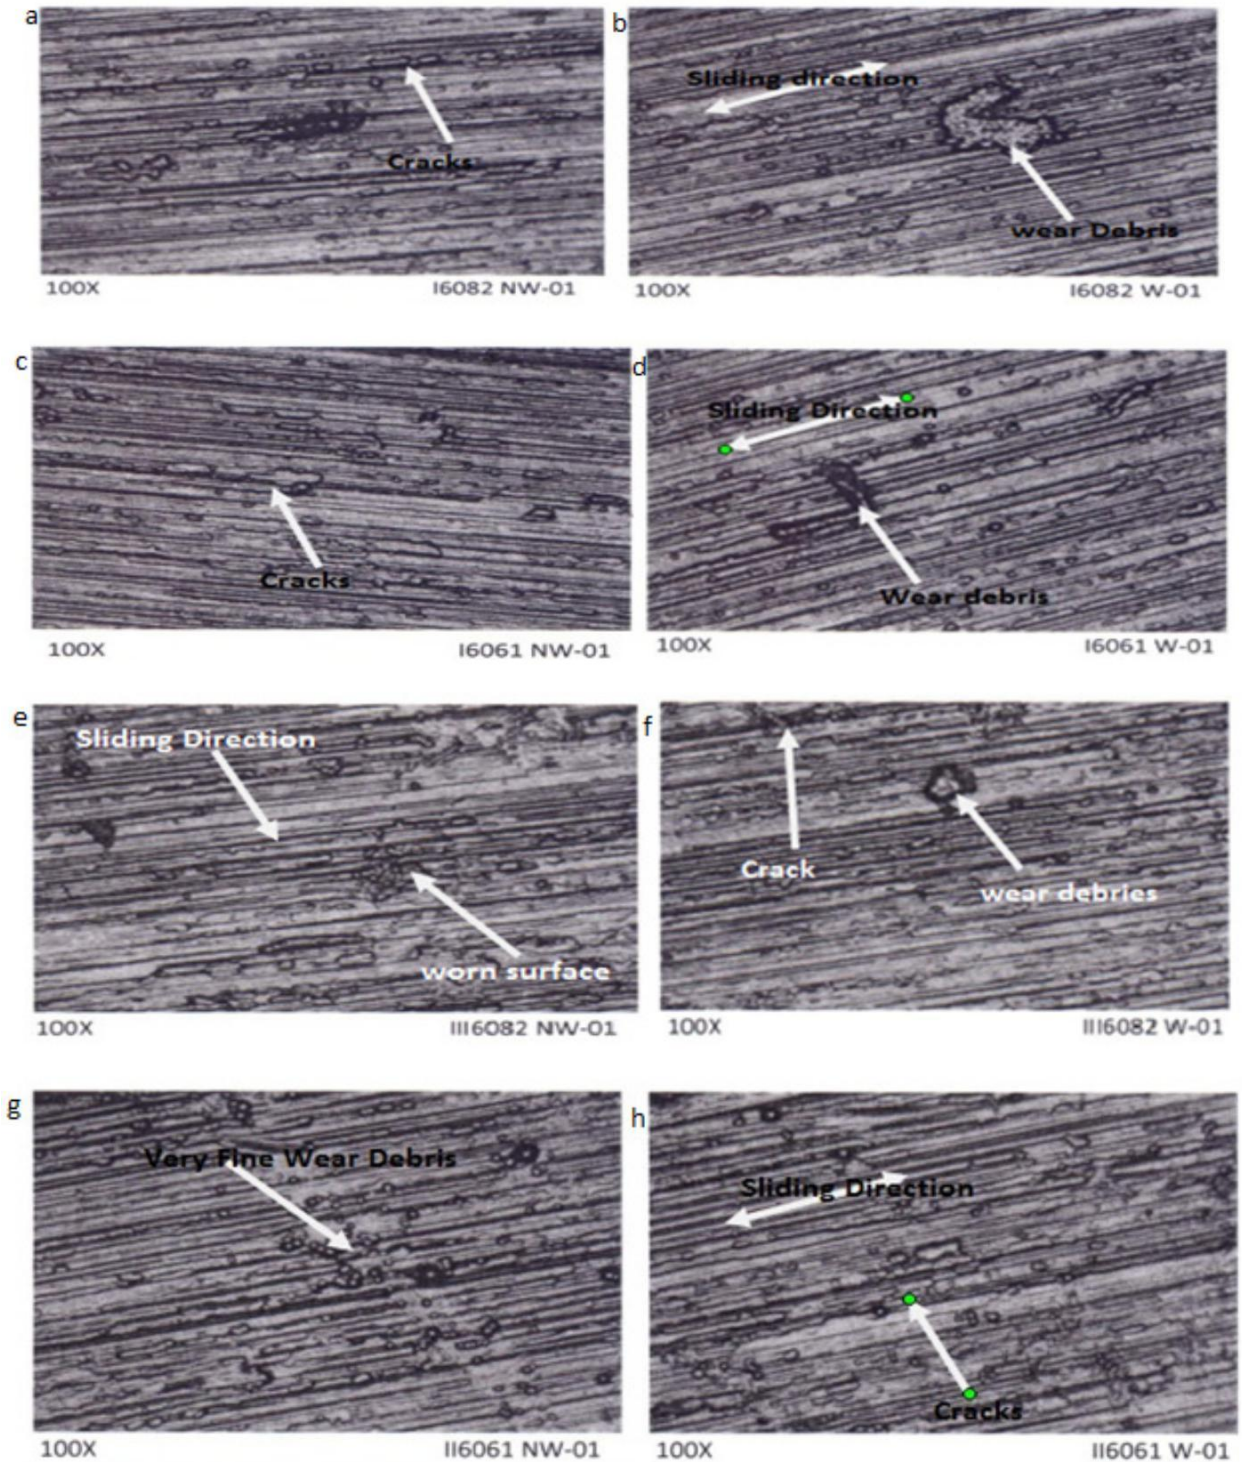 a
Cracks
100X
I6082 NW-01
b
Sliding direction
wear Debris
100X
I6082 W-01
c
Cracks
100X
I6061 NW-01
d
Sliding Direction
Wear debris
100X
I6061 W-01
e
Sliding Direction
worn surface
100X
III6082 NW-01
f
Crack
wear debries
100X
III6082 W-01
g
Very Fine Wear Debris
100X
II6061 NW-01
h
Sliding Direction
Cracks
100X
II6061 W-01